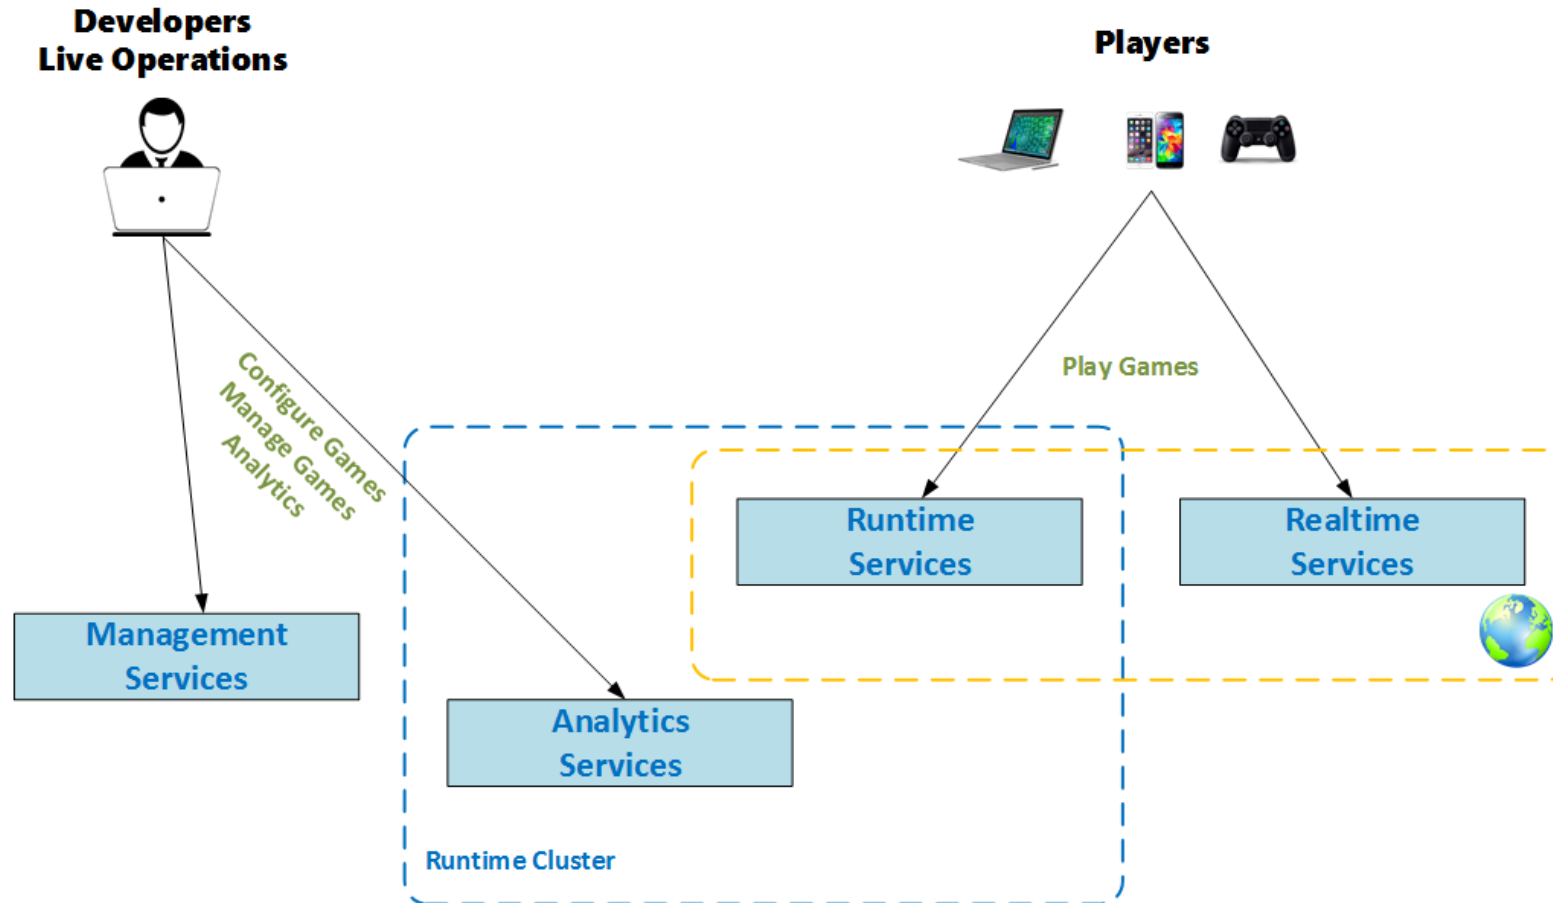 Developers
Live Operations
Players
Configure Games
Manage Games
Analytics
Play Games
Runtime
Services
Realtime
Services
Management
Services
Analytics
Services
Runtime Cluster